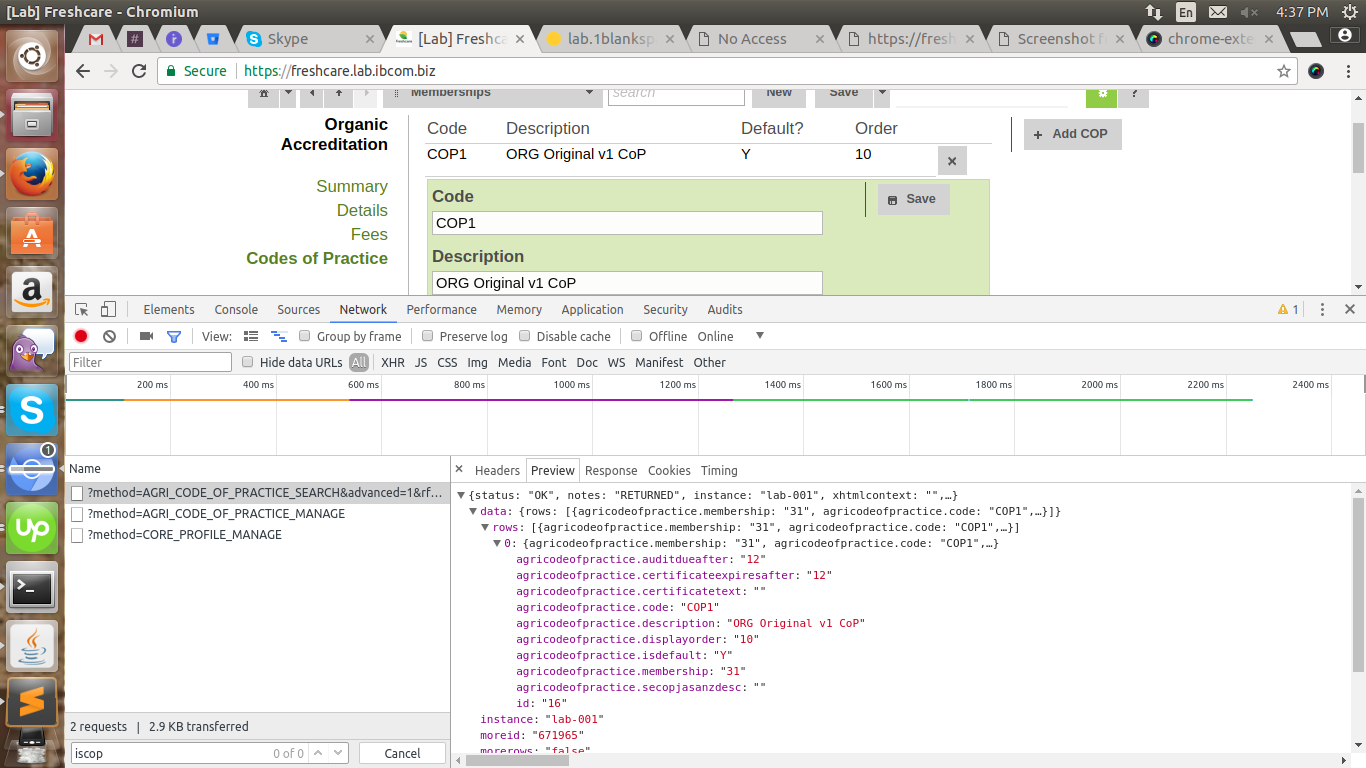 [Lab] Freshcare - Chromium
En
4:37 PM
Skype
[Lab] Freshca
lab.1blanksp
No Access
https://fresh
Screenshot f
chrome-exte
Secure
https://freshcare.lab.ibcom.biz
Memberships
search
New
Save
?
Organic
Accreditation
Summary
Details
Fees
Codes of Practice
Code Description Default? Order
COP1 ORG Original v1 CoP Y 10
+ Add COP
Code
COP1
Save
Description
ORG Original v1 CoP
Elements Console Sources Network Performance Memory Application Security Audits
1
View: Group by frame Preserve log Disable cache Offline Online
Filter Hide data URLs All XHR JS CSS Img Media Font Doc WS Manifest Other
200 ms 400 ms 600 ms 800 ms 1000 ms 1200 ms 1400 ms 1600 ms 1800 ms 2000 ms 2200 ms 2400 ms
Name
?method=AGRI_CODE_OF_PRACTICE_SEARCH&advanced=1&rf...
?method=AGRI_CODE_OF_PRACTICE_MANAGE
?method=CORE_PROFILE_MANAGE
2 requests | 2.9 KB transferred
iscop 0 of 0 Cancel
Headers Preview Response Cookies Timing
{status: "OK", notes: "RETURNED", instance: "lab-001", xhtmlcontext: "",…}
data: {rows: [{agricodeofpractice.membership: "31", agricodeofpractice.code: "COP1",…}]}
rows: [{agricodeofpractice.membership: "31", agricodeofpractice.code: "COP1",…}]
0: {agricodeofpractice.membership: "31", agricodeofpractice.code: "COP1",…}
agricodeofpractice.auditdueafter: "12"
agricodeofpractice.certificateexpiresafter: "12"
agricodeofpractice.certificatetext: ""
agricodeofpractice.code: "COP1"
agricodeofpractice.description: "ORG Original v1 CoP"
agricodeofpractice.displayorder: "10"
agricodeofpractice.isdefault: "Y"
agricodeofpractice.membership: "31"
agricodeofpractice.secopjasanzdesc: ""
id: "16"
instance: "lab-001"
moreid: "671965"
morerows: "false"
a
S
1
Up